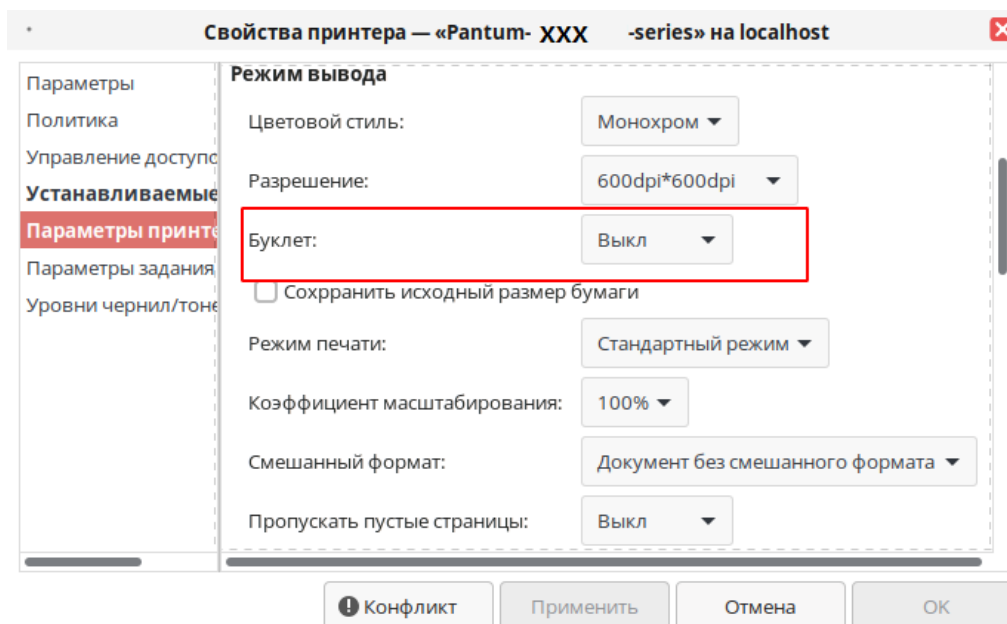 Свойства принтера — «Pantum- XXX -series» на localhost
Параметры
Политика
Управление доступо
Устанавливаемые
Параметры принте
Параметры задания
Уровни чернил/тоне
Режим вывода
Цветовой стиль: Монохром
Разрешение: 600dpi*600dpi
Буклет: Выкл
Сохрранить исходный размер бумаги
Режим печати: Стандартный режим
Коэффициент масштабирования: 100%
Смешанный формат: Документ без смешанного формата
Пропускать пустые страницы: Выкл
Конфликт Применить Отмена OK